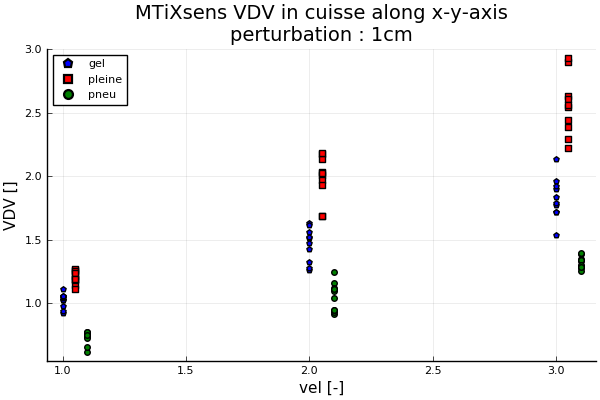 MTiXsens VDV in cuisse along x-y-axis
perturbation : 1cm
3.0
gel
pleine
pneu
2.5
2.0
1.5
1.0
VDV []
1.0
1.5
2.0
2.5
3.0
vel [-]